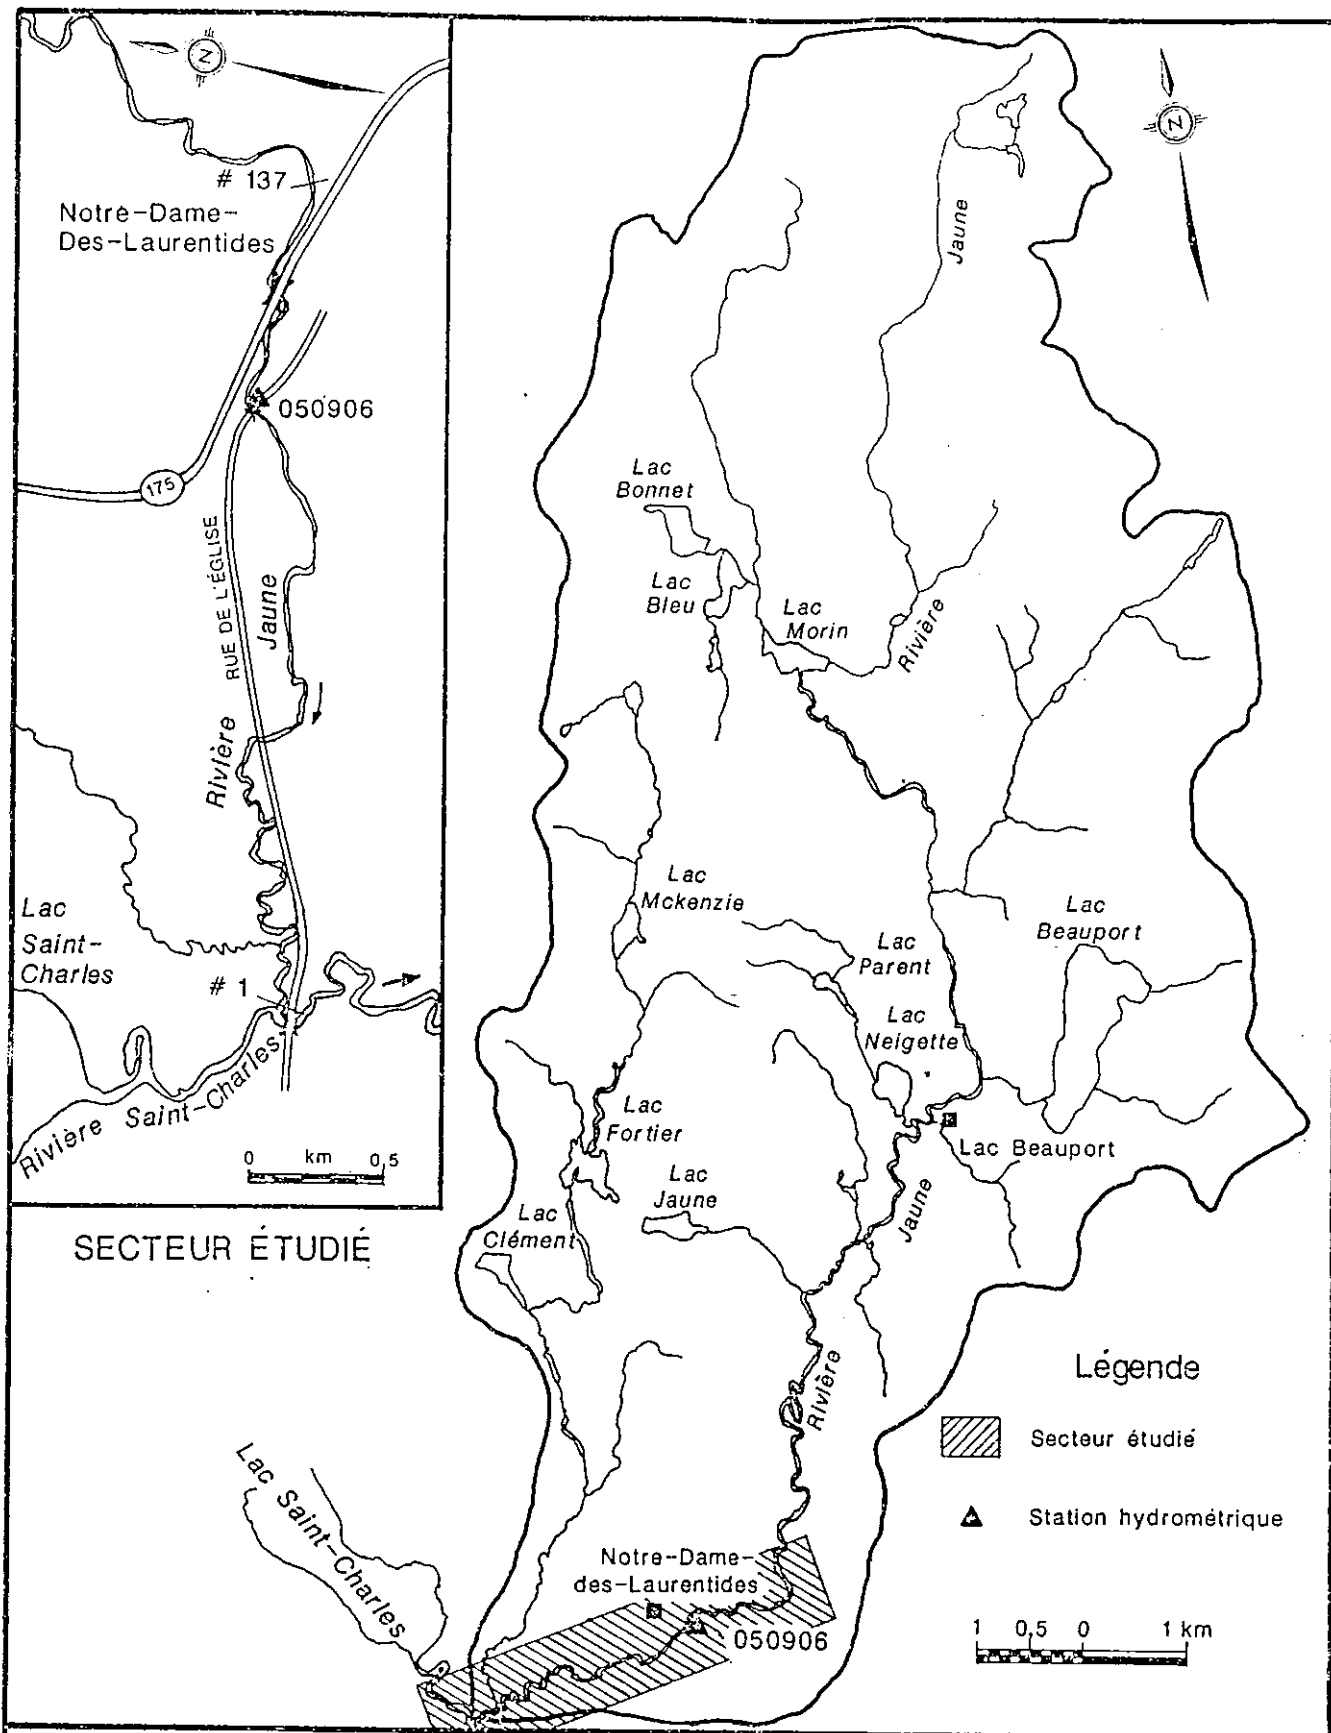 N
# 137
Notre-Dame-
Des-Laurentides
050906
175
RUE DE L'ÉGLISE
Jaune
Rivière
Lac
Saint-
Charles
# 1
Rivière Saint-Charles
0 km 0,5
SECTEUR ÉTUDIÉ
N
Jaune
Lac
Bonnet
Lac
Bleu
Lac
Morin
Rivière
Lac
Mckenzie
Lac
Beauport
Lac
Parent
Lac
Neigette
Lac
Fortier
Lac Beauport
Lac
Jaune
Jaune
Lac
Clément
Rivière
Légende
Secteur étudié
Station hydrométrique
Lac Saint-Charles
Notre-Dame-
des-Laurentides
050906
1 0,5 0 1 km